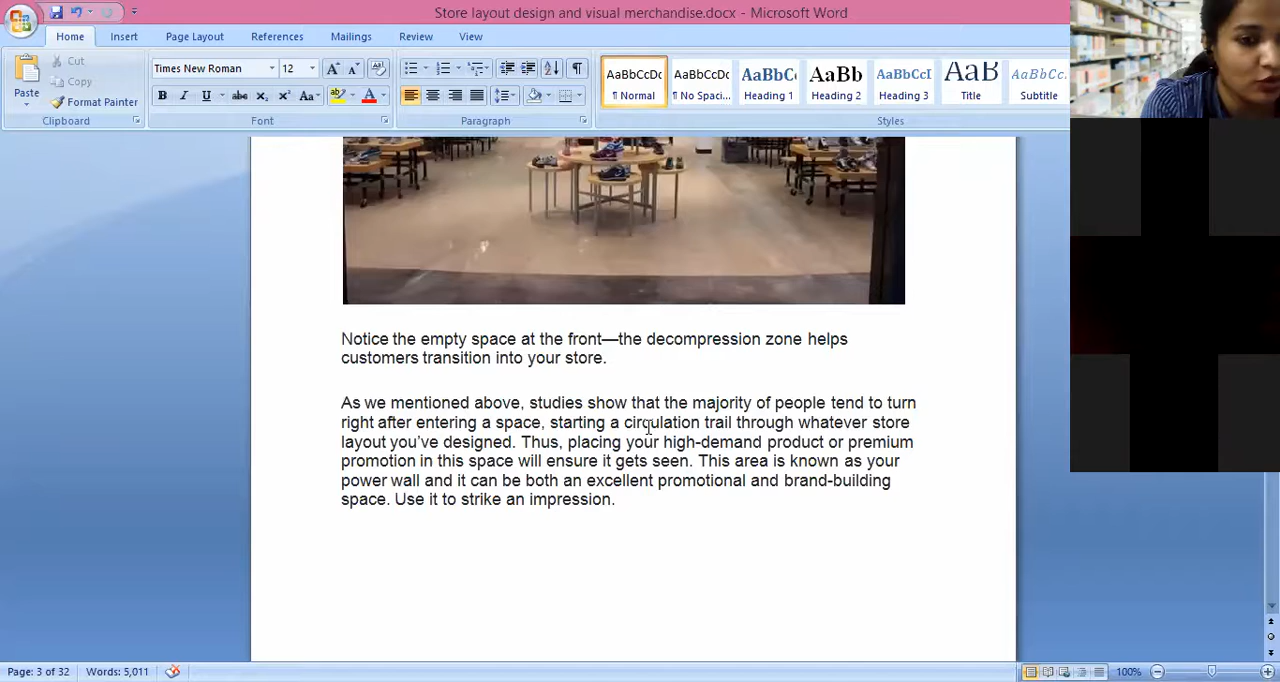 Store layout design and visual merchandise.docx - Microsoft Word
Home Insert Page Layout References Mailings Review View
Paste
Cut
Copy
Format Painter
Clipboard
Times New Roman 12
Font
Paragraph
AaBbCcDc AaBbCcDc AaBbC AaBb AaBbCcI AaB AaBbCc.
¶ Normal ¶ No Spaci... Heading 1 Heading 2 Heading 3 Title Subtitle
Styles
Notice the empty space at the front—the decompression zone helps
customers transition into your store.
As we mentioned above, studies show that the majority of people tend to turn
right after entering a space, starting a circulation trail through whatever store
layout you’ve designed. Thus, placing your high-demand product or premium
promotion in this space will ensure it gets seen. This area is known as your
power wall and it can be both an excellent promotional and brand-building
space. Use it to strike an impression.
Page: 3 of 32 Words: 5,011 100%